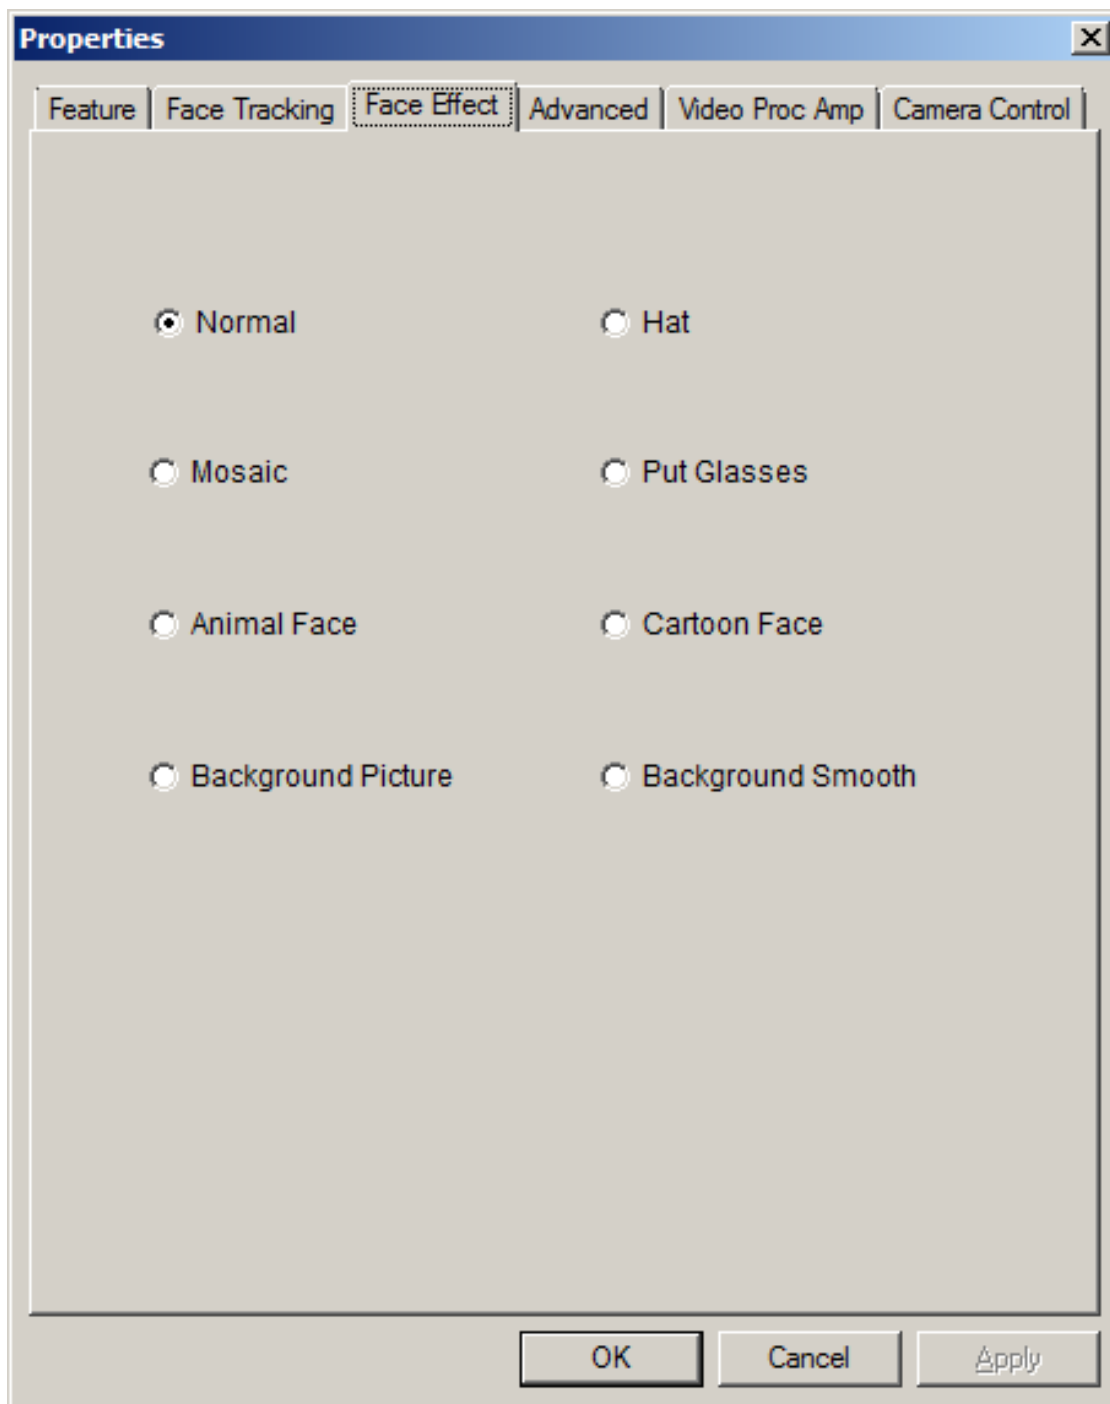 Properties
Feature Face Tracking Face Effect Advanced Video Proc Amp Camera Control
Normal Hat
Mosaic Put Glasses
Animal Face Cartoon Face
Background Picture Background Smooth
OK Cancel Apply